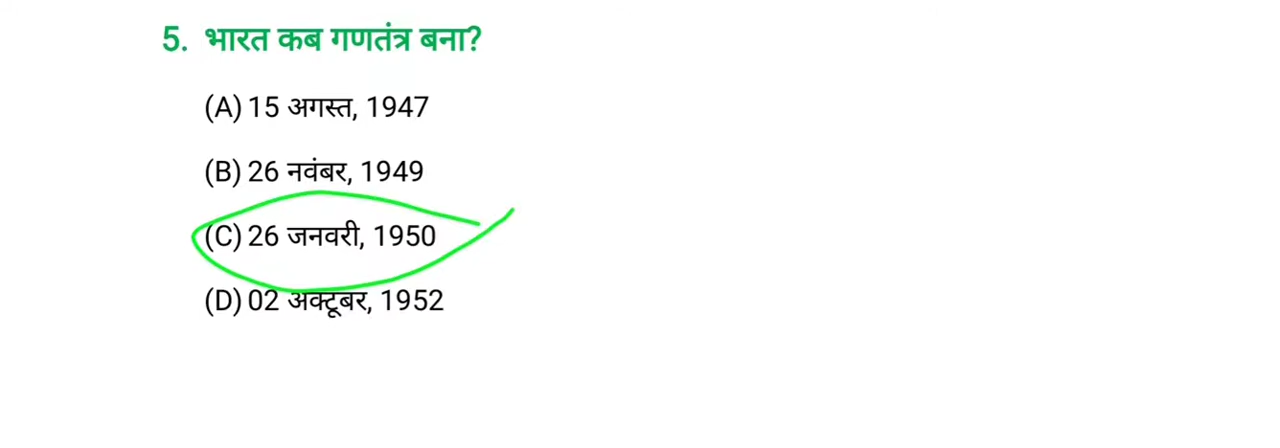 5. भारत कब गणतंत्र बना?
(A) 15 अगस्त, 1947
(B) 26 नवंबर, 1949
(C) 26 जनवरी, 1950
(D) 02 अक्टूबर, 1952